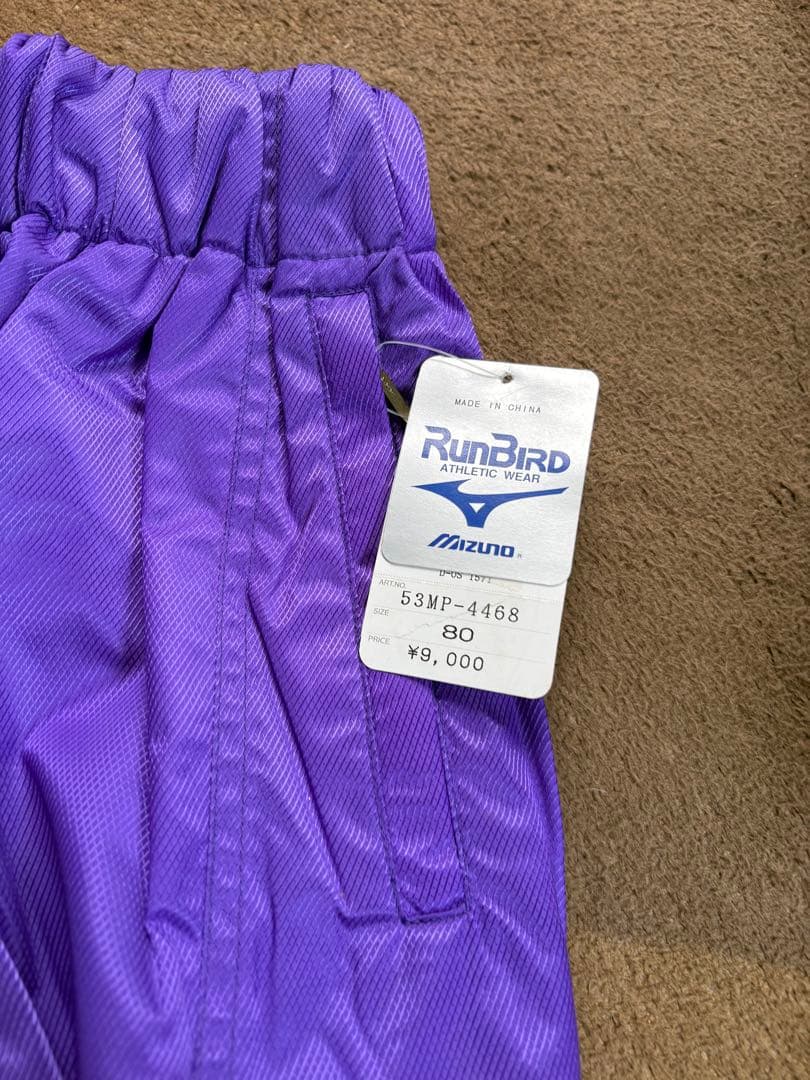 MADE IN CHINA
RunBird
ATHLETIC WEAR
Mizuno
ART.NO. 53MP-4468
SIZE 80
PRICE ¥9,000